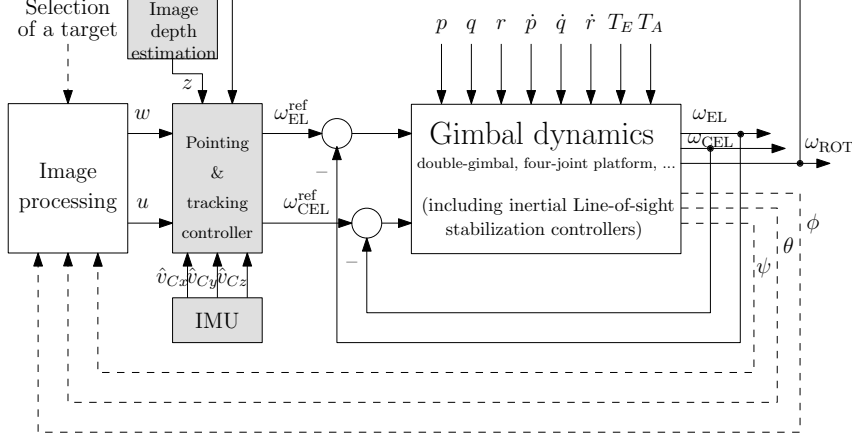 Selection
of a target
Image
depth
estimation
z
p q r ṗ q̇ ṙ T_E T_A
Image
processing
w
u
Pointing
&
tracking
controller
ω_EL^ref
ω_CEL^ref
−
−
Gimbal dynamics
double-gimbal, four-joint platform, ...
(including inertial Line-of-sight
stabilization controllers)
ω_EL
ω_CEL
ω_ROT
ϕ
θ
ψ
v̂_Cx v̂_Cy v̂_Cz
IMU